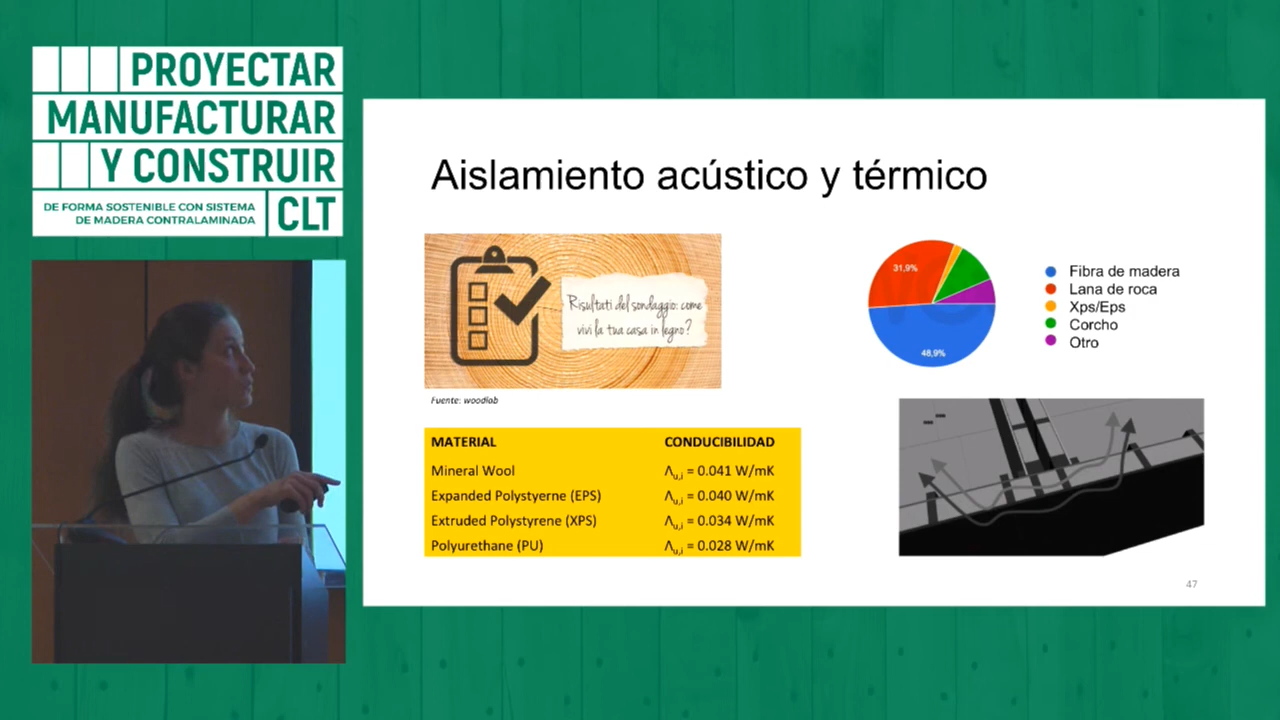 PROYECTAR
MANUFACTURAR
Y CONSTRUIR
DE FORMA SOSTENIBLE CON SISTEMA
DE MADERA CONTRALAMINADA
CLT
Aislamiento acústico y térmico
Risultati del sondaggio: come
vivi la tua casa in legno?
Fuente: woodlab
31,9%
48,9%
Fibra de madera
Lana de roca
Xps/Eps
Corcho
Otro
MATERIAL CONDUCIBILIDAD
Mineral Wool Λu,i = 0.041 W/mK
Expanded Polystyerne (EPS) Λu,i = 0.040 W/mK
Extruded Polystyrene (XPS) Λu,i = 0.034 W/mK
Polyurethane (PU) Λu,i = 0.028 W/mK
47